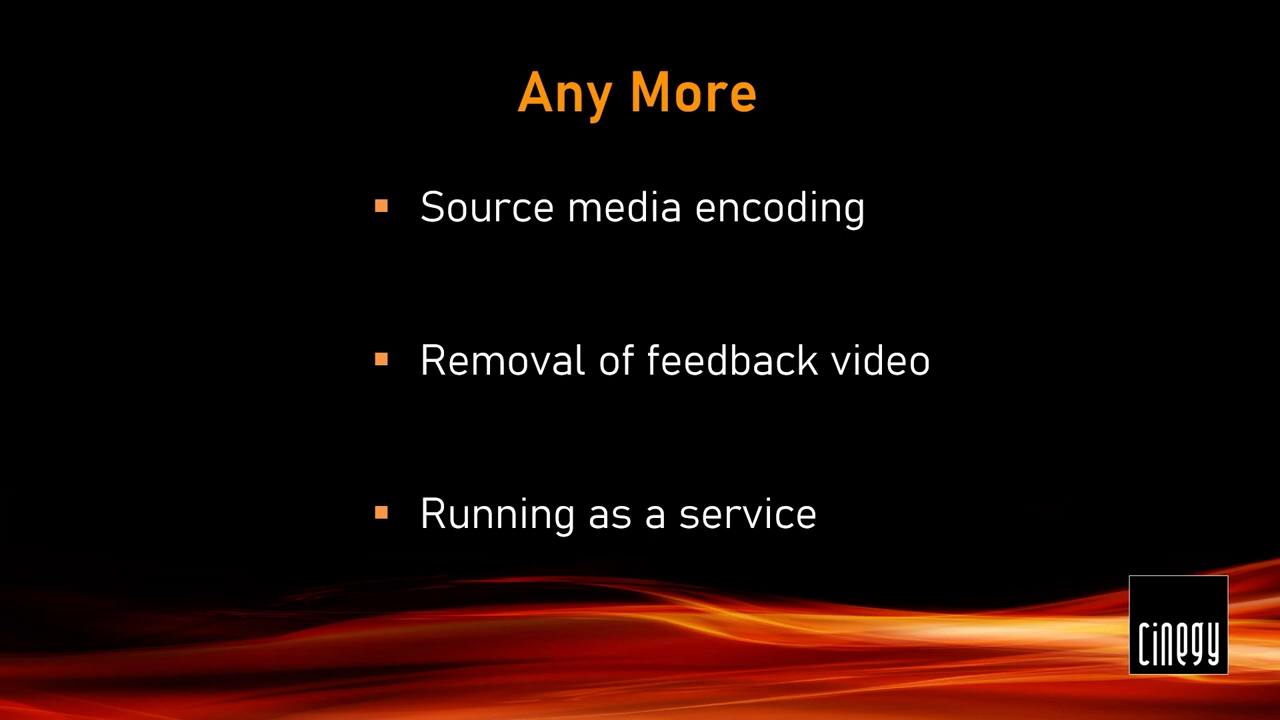 Any More
▪ Source media encoding
▪ Removal of feedback video
▪ Running as a service
cinegy